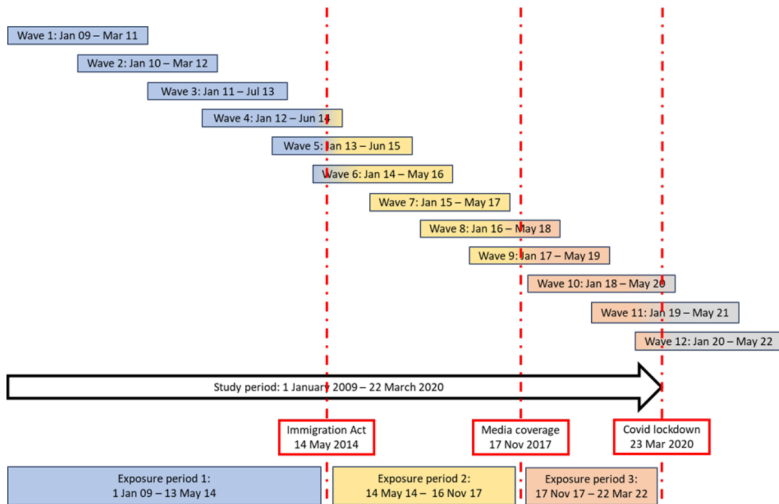 Wave 1: Jan 09 – Mar 11
Wave 2: Jan 10 – Mar 12
Wave 3: Jan 11 – Jul 13
Wave 4: Jan 12 – Jun 14
Wave 5: Jan 13 – Jun 15
Wave 6: Jan 14 – May 16
Wave 7: Jan 15 – May 17
Wave 8: Jan 16 – May 18
Wave 9: Jan 17 – May 19
Wave 10: Jan 18 – May 20
Wave 11: Jan 19 – May 21
Wave 12: Jan 20 – May 22
Study period: 1 January 2009 – 22 March 2020
Immigration Act
14 May 2014
Media coverage
17 Nov 2017
Covid lockdown
23 Mar 2020
Exposure period 1:
1 Jan 09 – 13 May 14
Exposure period 2:
14 May 14 – 16 Nov 17
Exposure period 3:
17 Nov 17 – 22 Mar 22